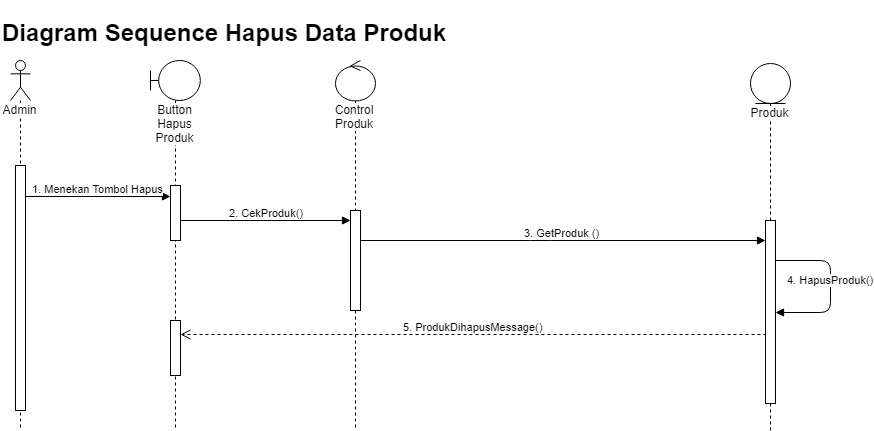 Diagram Sequence Hapus Data Produk
Admin
Button
Hapus
Produk
Control
Produk
Produk
1. Menekan Tombol Hapus
2. CekProduk()
3. GetProduk ()
4. HapusProduk()
5. ProdukDihapusMessage()